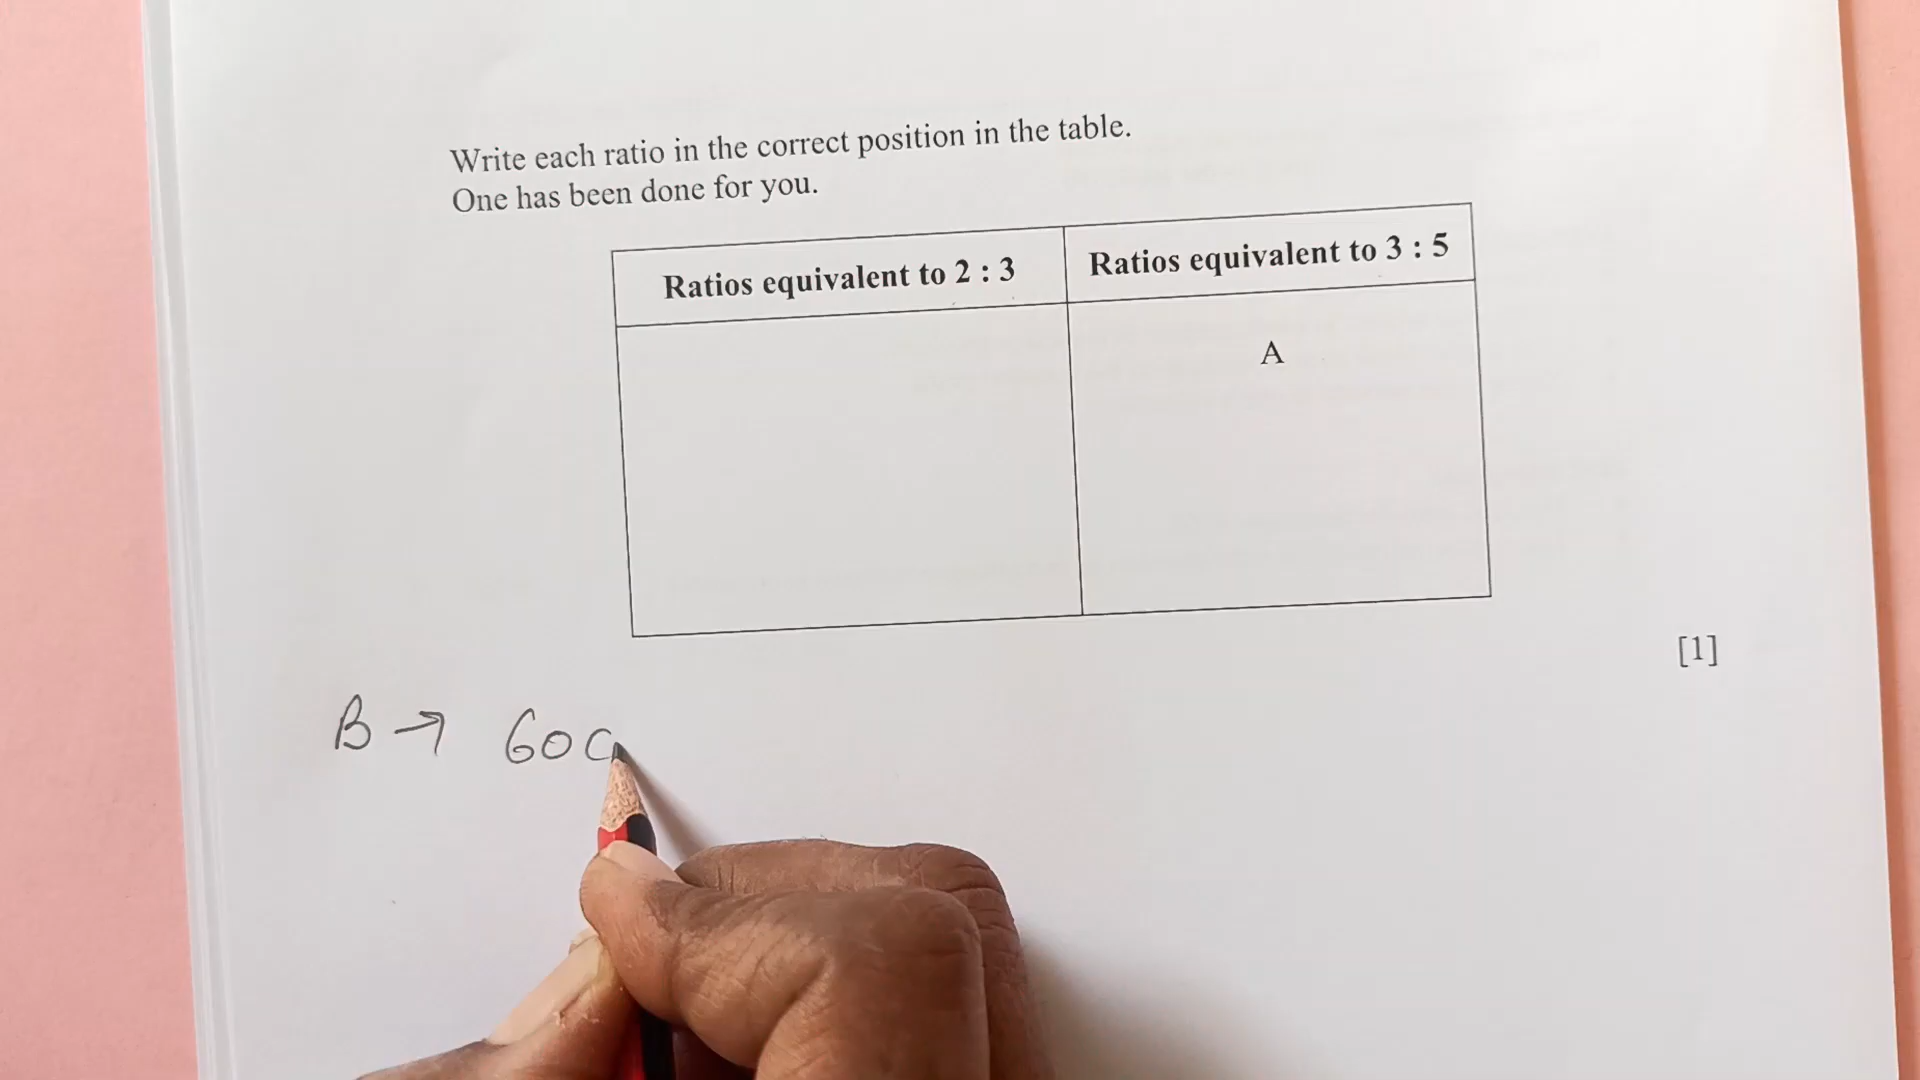 Write each ratio in the correct position in the table.
One has been done for you.
Ratios equivalent to 2 : 3
Ratios equivalent to 3 : 5
A
[1]
B → 60c